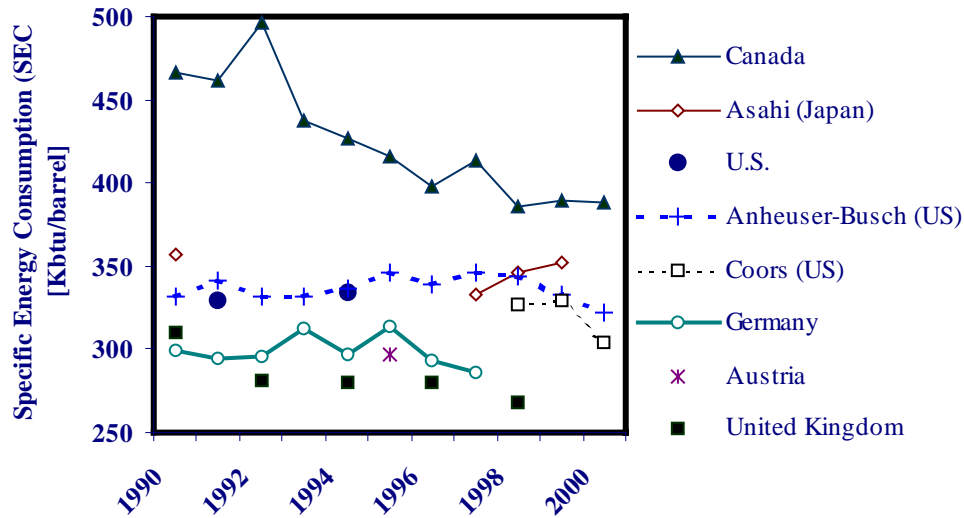 Specific Energy Consumption (SEC
[Kbtu/barrel]
500
450
400
350
300
250
1990
1992
1994
1996
1998
2000
Canada
Asahi (Japan)
U.S.
Anheuser-Busch (US)
Coors (US)
Germany
Austria
United Kingdom